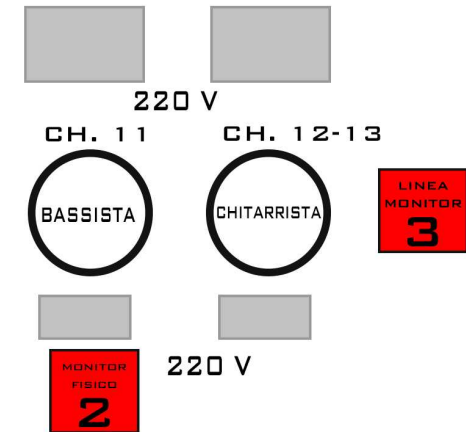 220 V
CH. 11
CH. 12-13
BASSISTA
CHITARRISTA
LINEA
MONITOR
3
220 V
MONITOR
FISICO
2